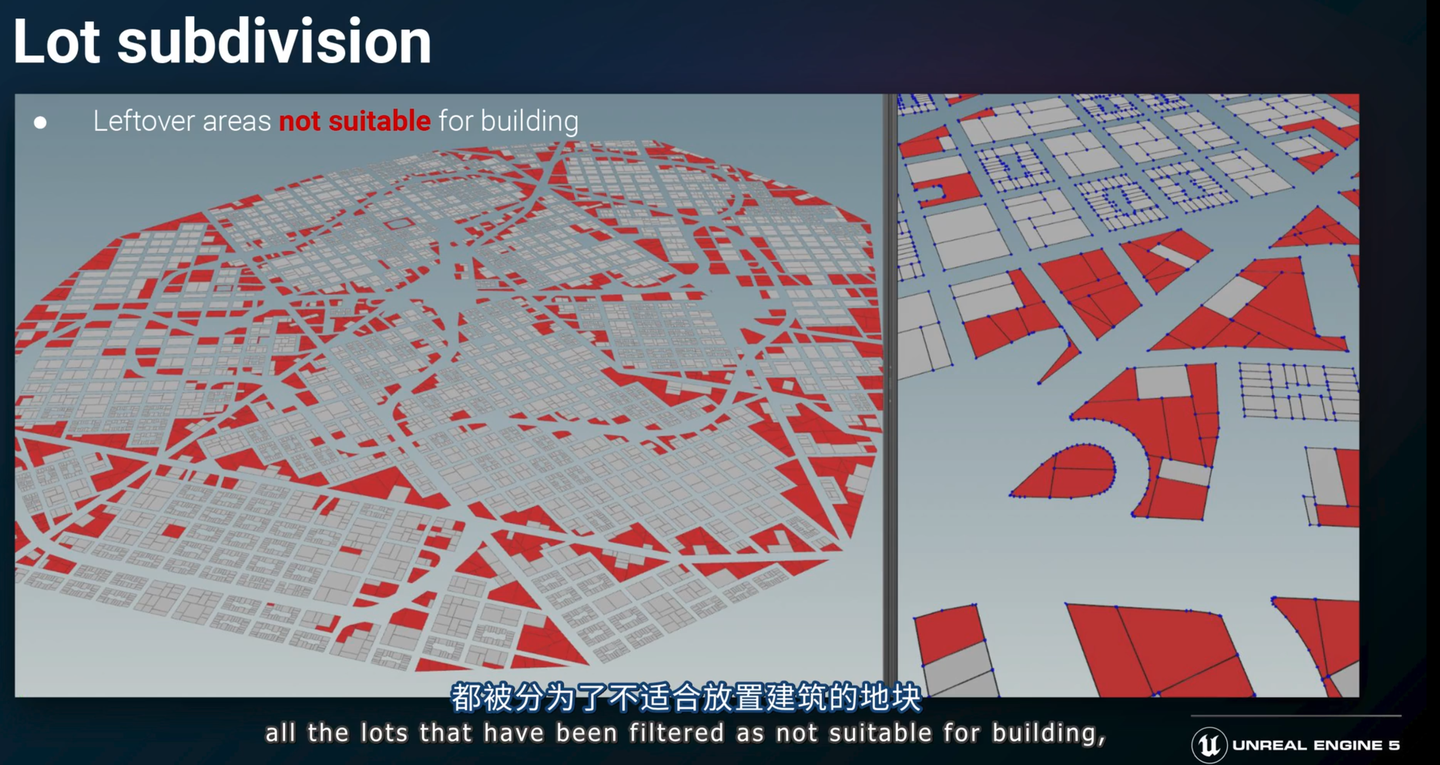 Lot subdivision
Leftover areas not suitable for building
都被分为了不适合放置建筑的地块
all the lots that have been filtered as not suitable for building,
UNREAL ENGINE 5